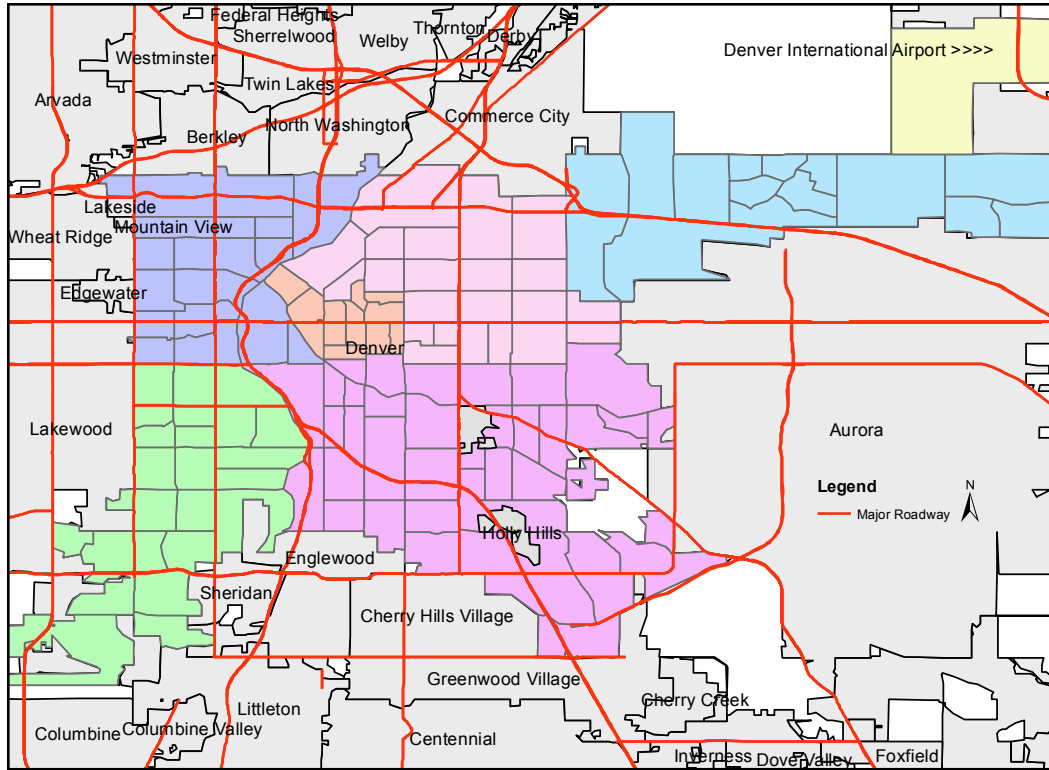 Federal Heights
Sherrelwood
Thornton
Derby
Welby
Westminster
Denver International Airport >>>>
Twin Lakes
Arvada
North Washington
Commerce City
Berkley
Lakeside
Mountain View
Wheat Ridge
Edgewater
Denver
Lakewood
Aurora
Legend
N
Major Roadway
Holly Hills
Englewood
Sheridan
Cherry Hills Village
Greenwood Village
Cherry Creek
Littleton
Columbine
Columbine Valley
Centennial
Inverness
Dove Valley
Foxfield